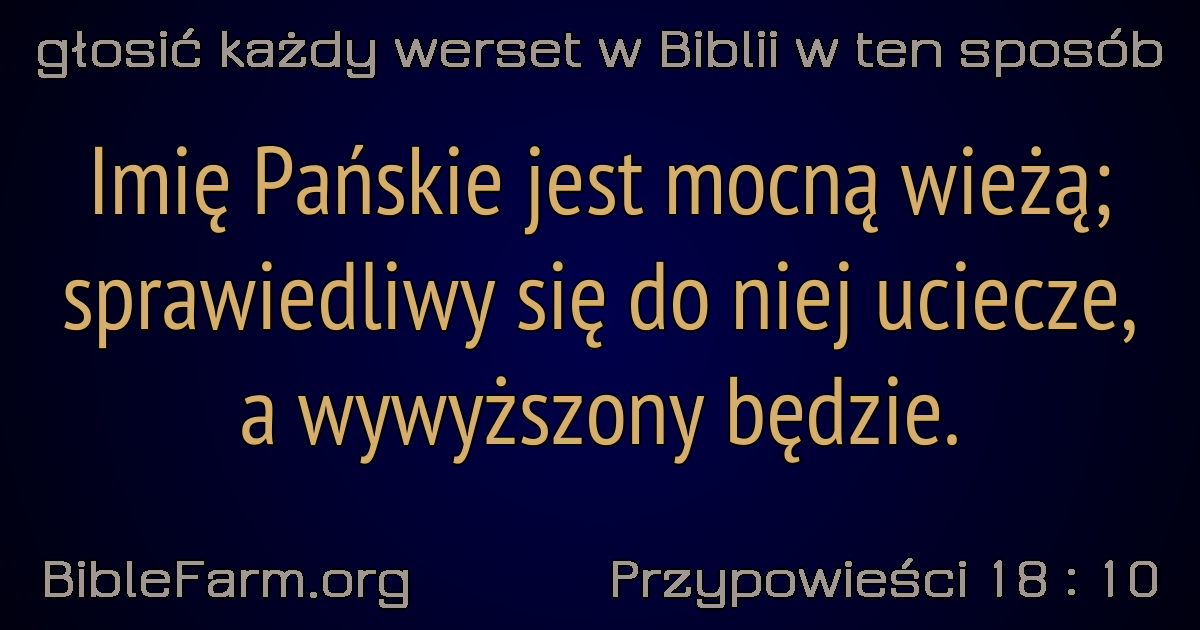 głosić każdy werset w Biblii w ten sposób
Imię Pańskie jest mocną wieżą;
sprawiedliwy się do niej uciecze,
a wywyższony będzie.
BibleFarm.org
Przypowieści 18 : 10